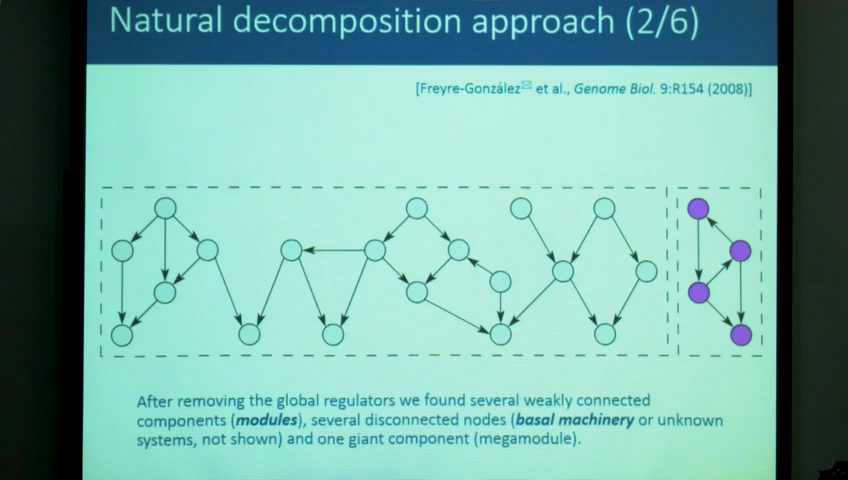 Natural decomposition approach (2/6)
[Freyre-González✉ et al., Genome Biol. 9:R154 (2008)]
After removing the global regulators we found several weakly connected
components (modules), several disconnected nodes (basal machinery or unknown
systems, not shown) and one giant component (megamodule).